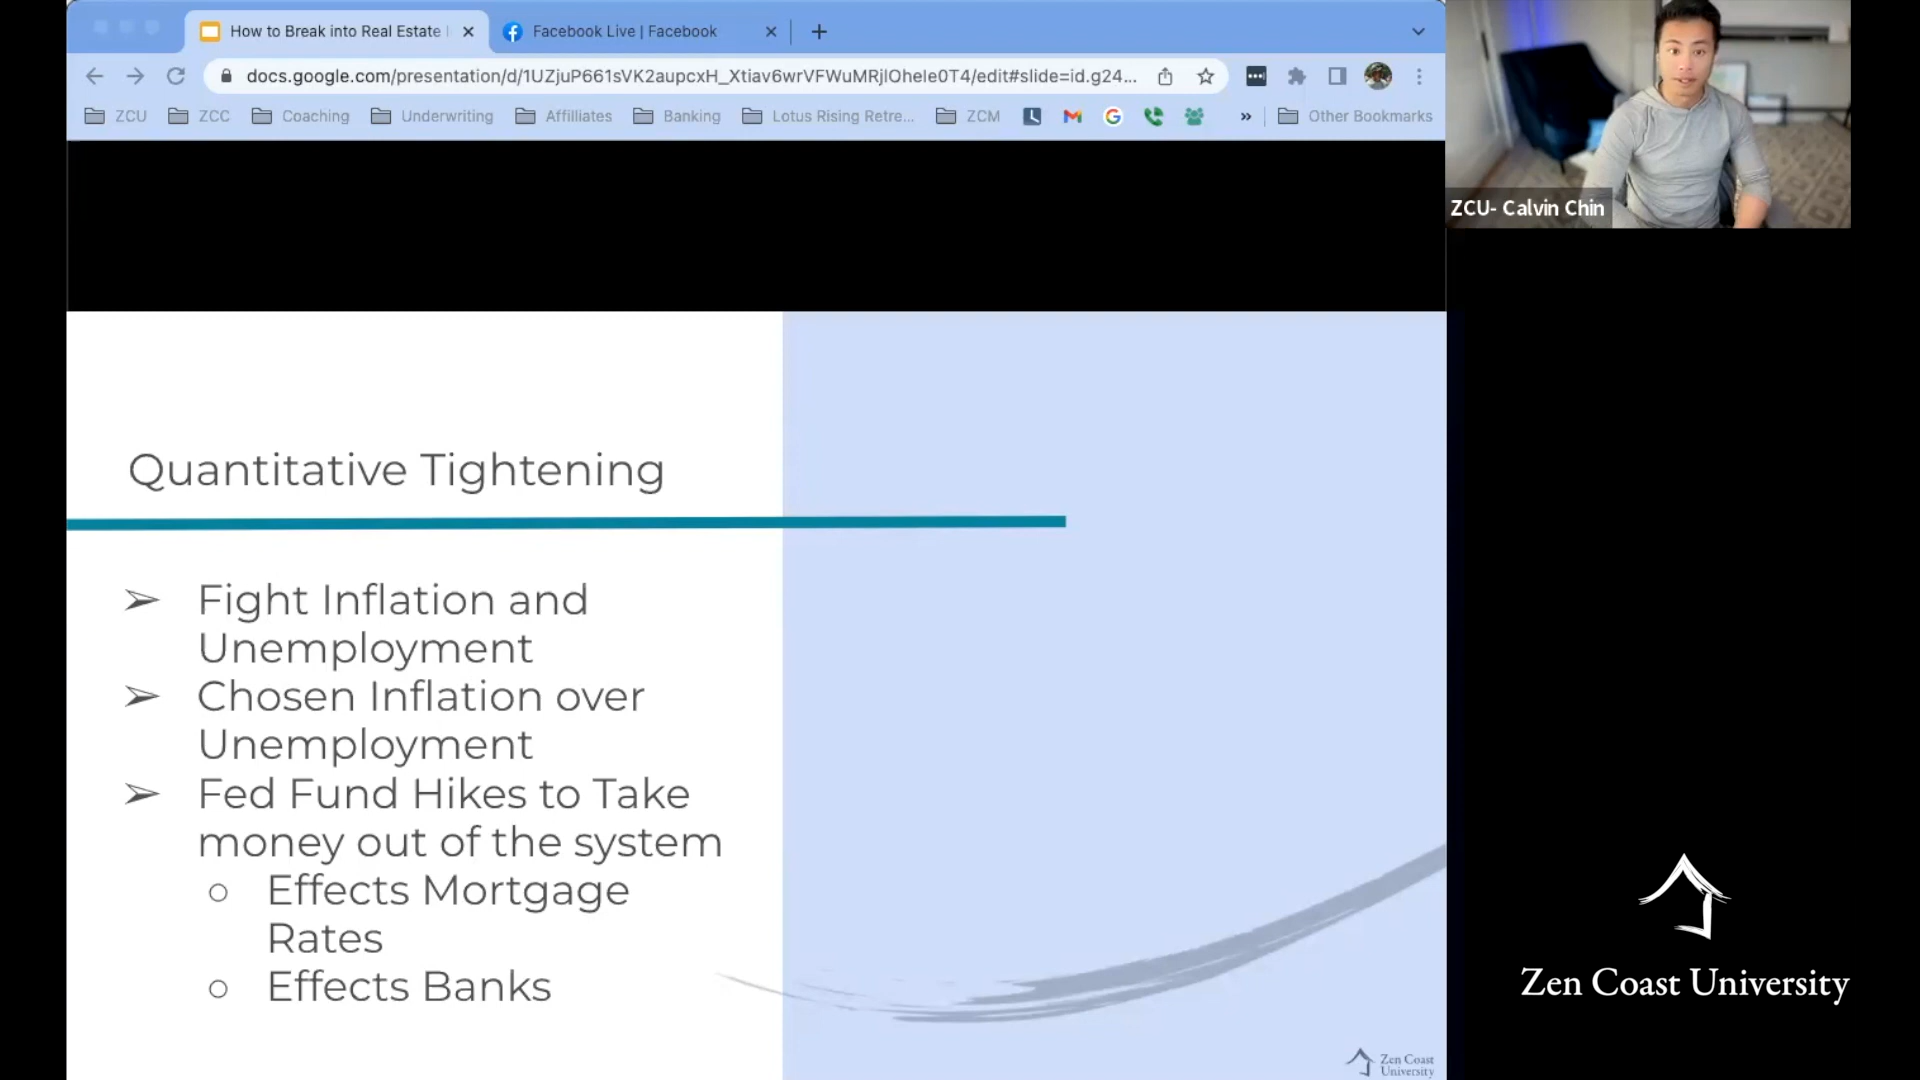 How to Break into Real Estate
Facebook Live | Facebook
docs.google.com/presentation/d/1UZjuP661sVK2aupcxH_Xtiav6wrVFWuMRjlOhele0T4/edit#slide=id.g24...
ZCU
ZCC
Coaching
Underwriting
Affilliates
Banking
Lotus Rising Retre...
ZCM
Other Bookmarks
ZCU- Calvin Chin
Quantitative Tightening
➢ Fight Inflation and
Unemployment
➢ Chosen Inflation over
Unemployment
➢ Fed Fund Hikes to Take
money out of the system
○ Effects Mortgage
Rates
○ Effects Banks
Zen Coast University
Zen Coast
University